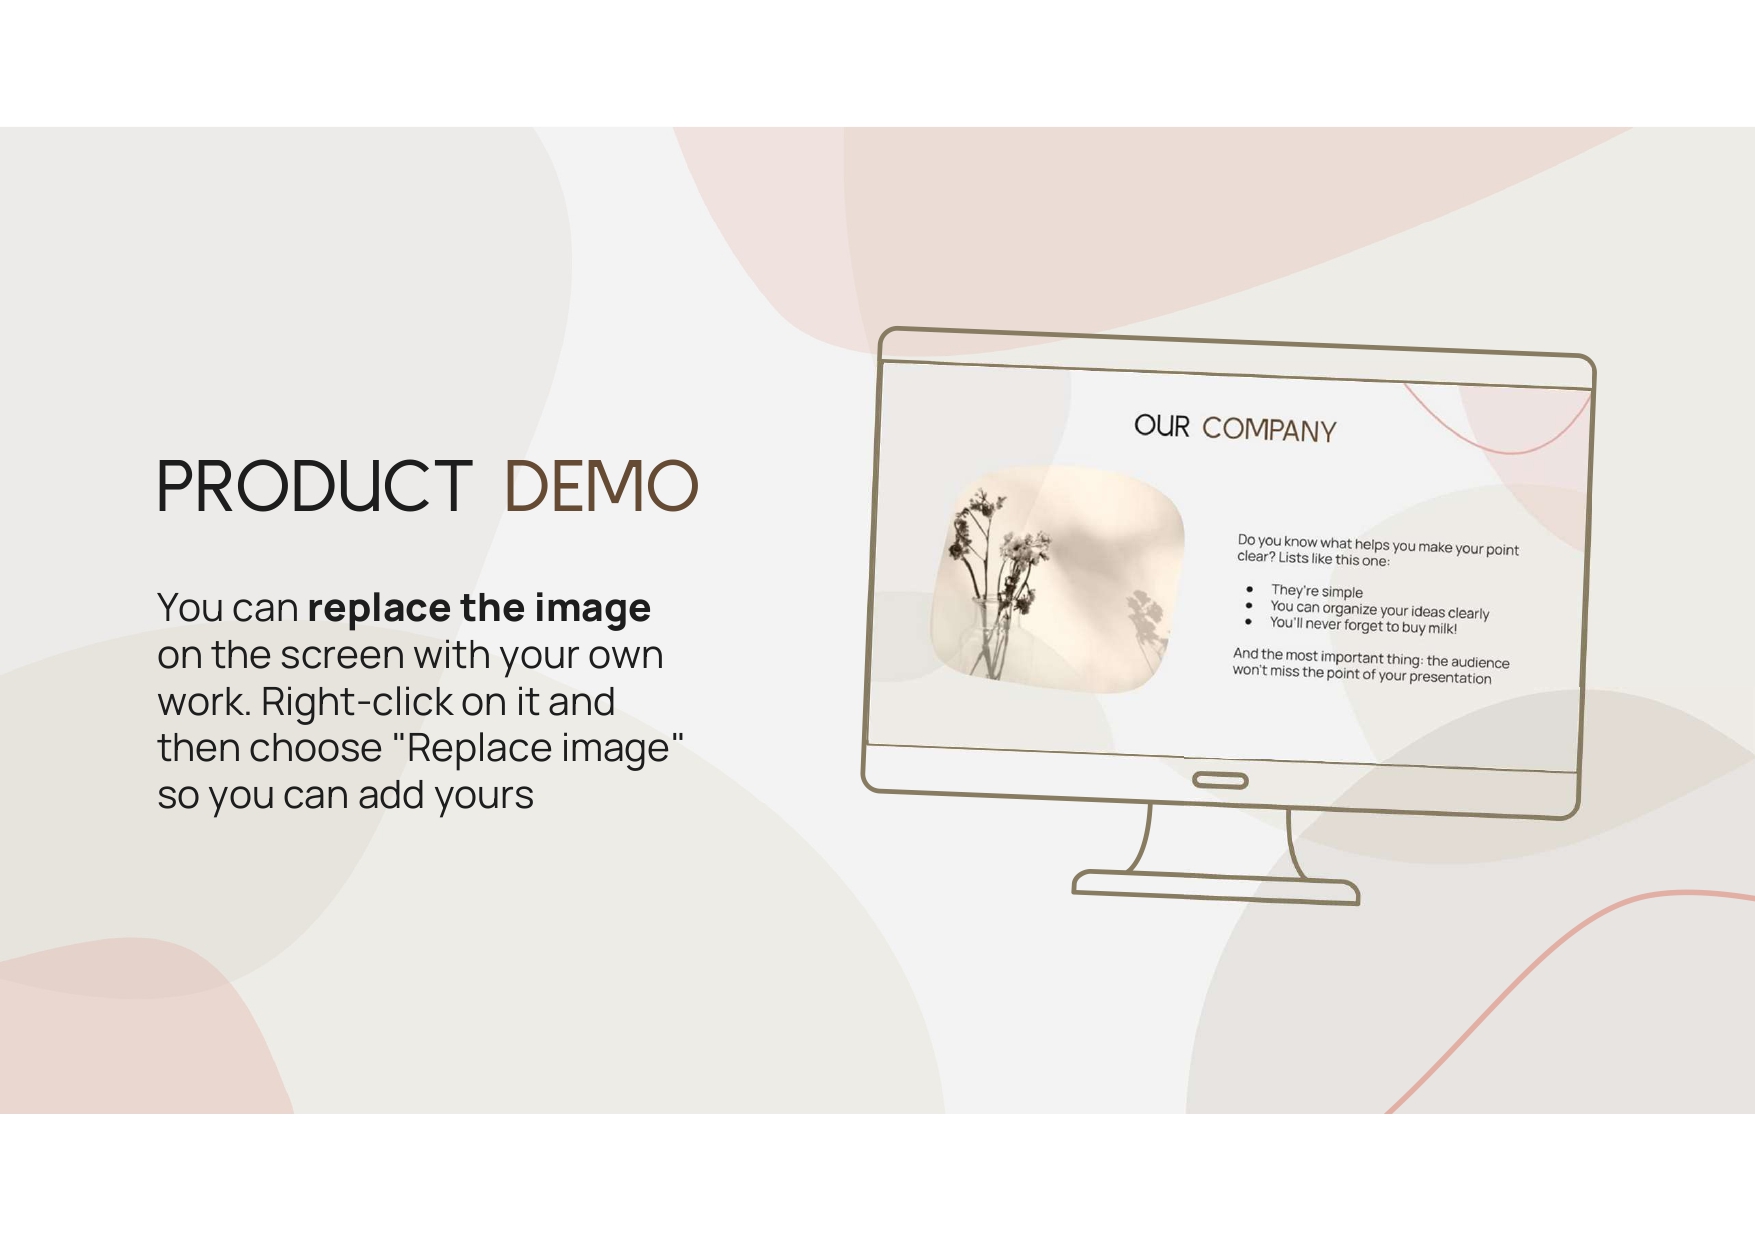 PRODUCT DEMO
You can replace the image
on the screen with your own
work. Right-click on it and
then choose "Replace image"
so you can add yours
OUR COMPANY
Do you know what helps you make your point
clear? Lists like this one:
● They're simple
● You can organize your ideas clearly
● You'll never forget to buy milk!
And the most important thing: the audience
won't miss the point of your presentation